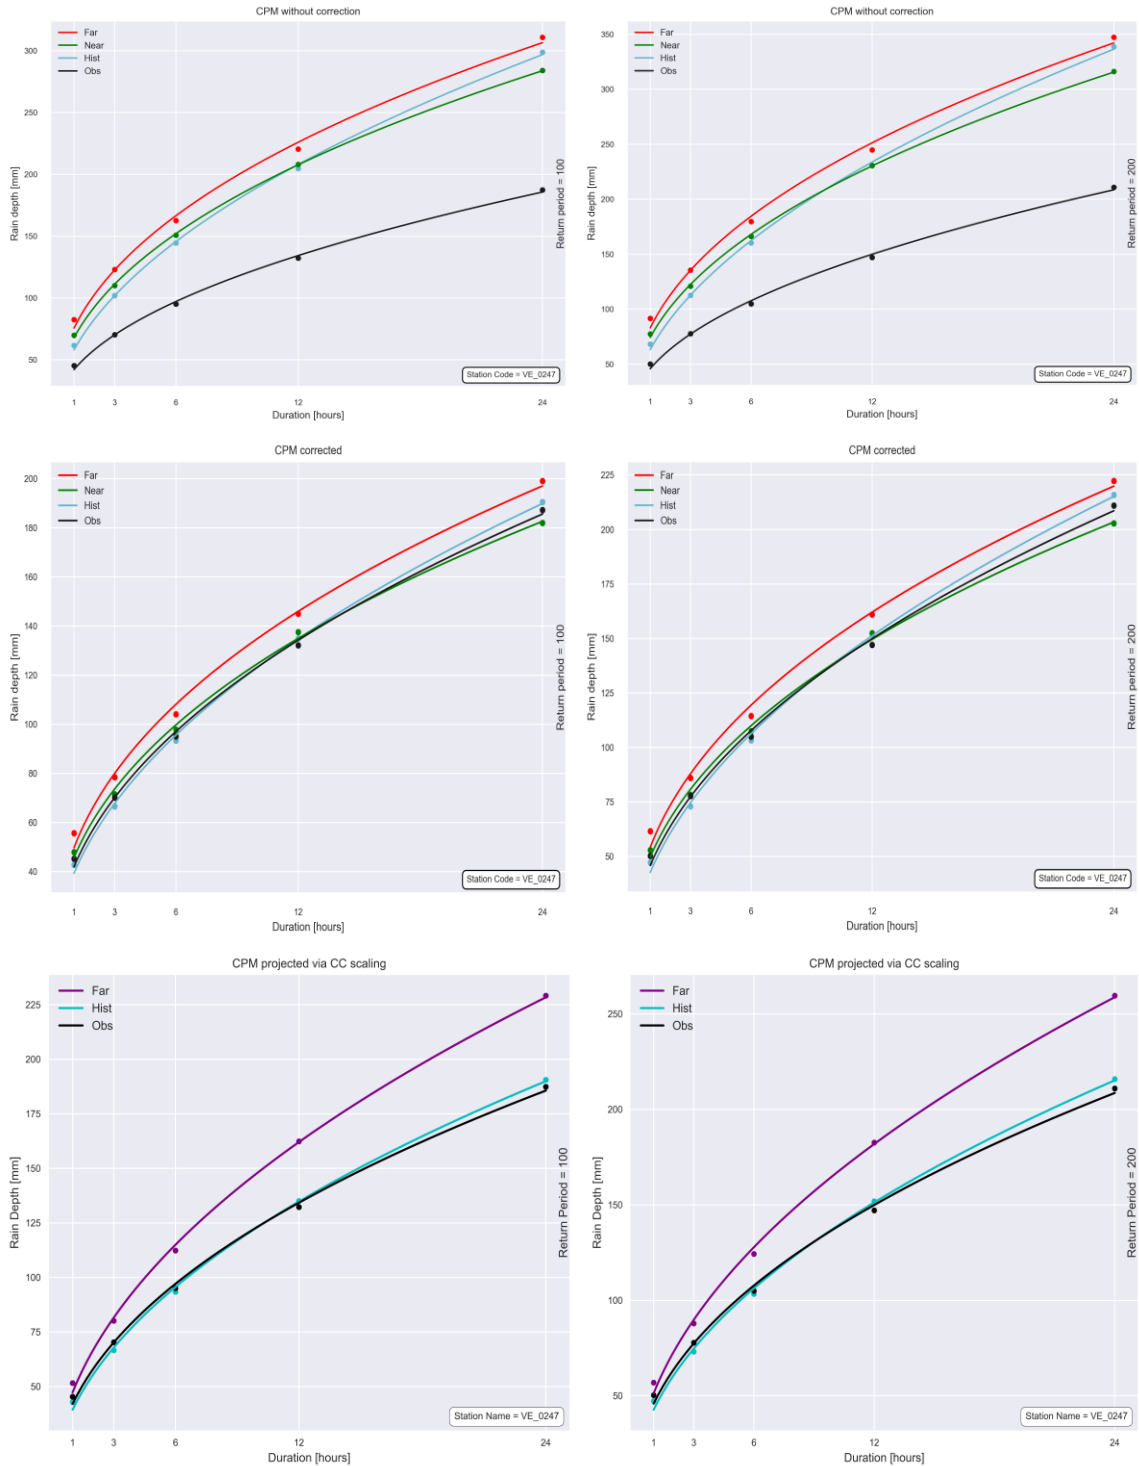 CPM without correction
Far
Near
Hist
Obs
300
250
200
150
100
50
Rain depth [mm]
Return period = 100
Station Code = VE_0247
1 3 6 12 24
Duration [hours]
CPM without correction
Far
Near
Hist
Obs
350
300
250
200
150
100
50
Rain depth [mm]
Return period = 200
Station Code = VE_0247
1 3 6 12 24
Duration [hours]
CPM corrected
Far
Near
Hist
Obs
200
180
160
140
120
100
80
60
40
Rain depth [mm]
Return period = 100
Station Code = VE_0247
1 3 6 12 24
Duration [hours]
CPM corrected
Far
Near
Hist
Obs
225
200
175
150
125
100
75
50
Rain depth [mm]
Return period = 200
Station Code = VE_0247
1 3 6 12 24
Duration [hours]
CPM projected via CC scaling
Far
Hist
Obs
225
200
175
150
125
100
75
50
Rain Depth [mm]
Return Period = 100
Station Name = VE_0247
1 3 6 12 24
Duration [hours]
CPM projected via CC scaling
Far
Hist
Obs
250
200
150
100
50
Rain Depth [mm]
Return Period = 200
Station Name = VE_0247
1 3 6 12 24
Duration [hours]